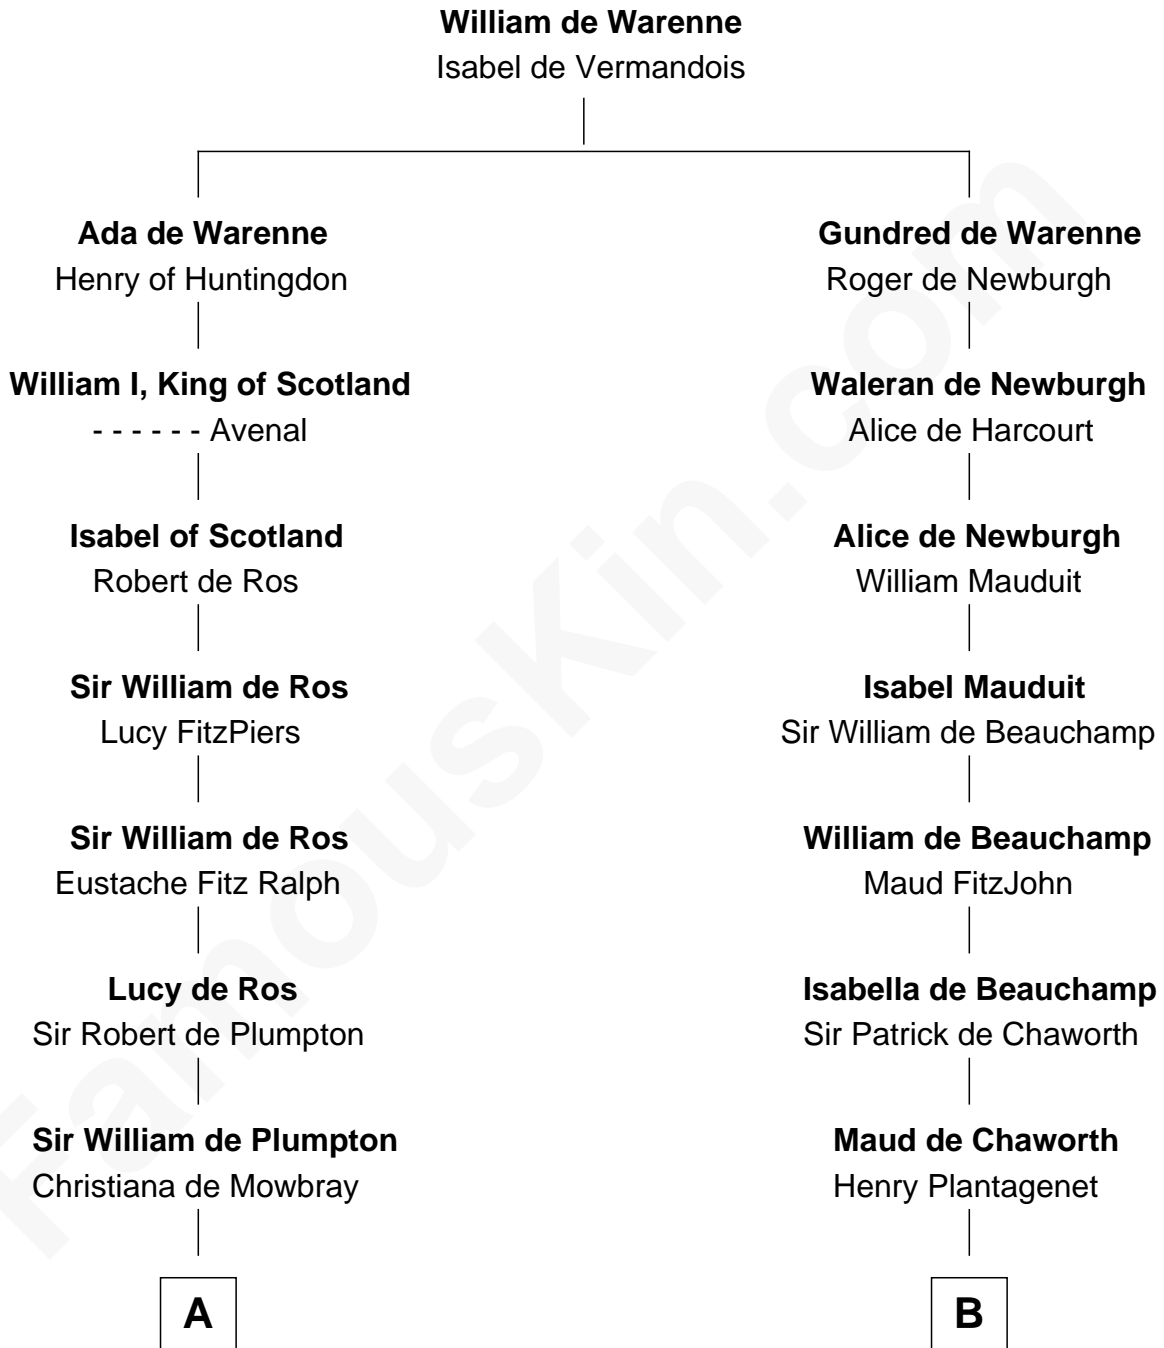 William de Warenne
Isabel de Vermandois
Ada de Warenne
Henry of Huntingdon
William I, King of Scotland
- - - - - - Avenal
Isabel of Scotland
Robert de Ros
Sir William de Ros
Lucy FitzPiers
Sir William de Ros
Eustache Fitz Ralph
Lucy de Ros
Sir Robert de Plumpton
Sir William de Plumpton
Christiana de Mowbray
A
Gundred de Warenne
Roger de Newburgh
Waleran de Newburgh
Alice de Harcourt
Alice de Newburgh
William Mauduit
Isabel Mauduit
Sir William de Beauchamp
William de Beauchamp
Maud FitzJohn
Isabella de Beauchamp
Sir Patrick de Chaworth
Maud de Chaworth
Henry Plantagenet
B
FamousKin.com